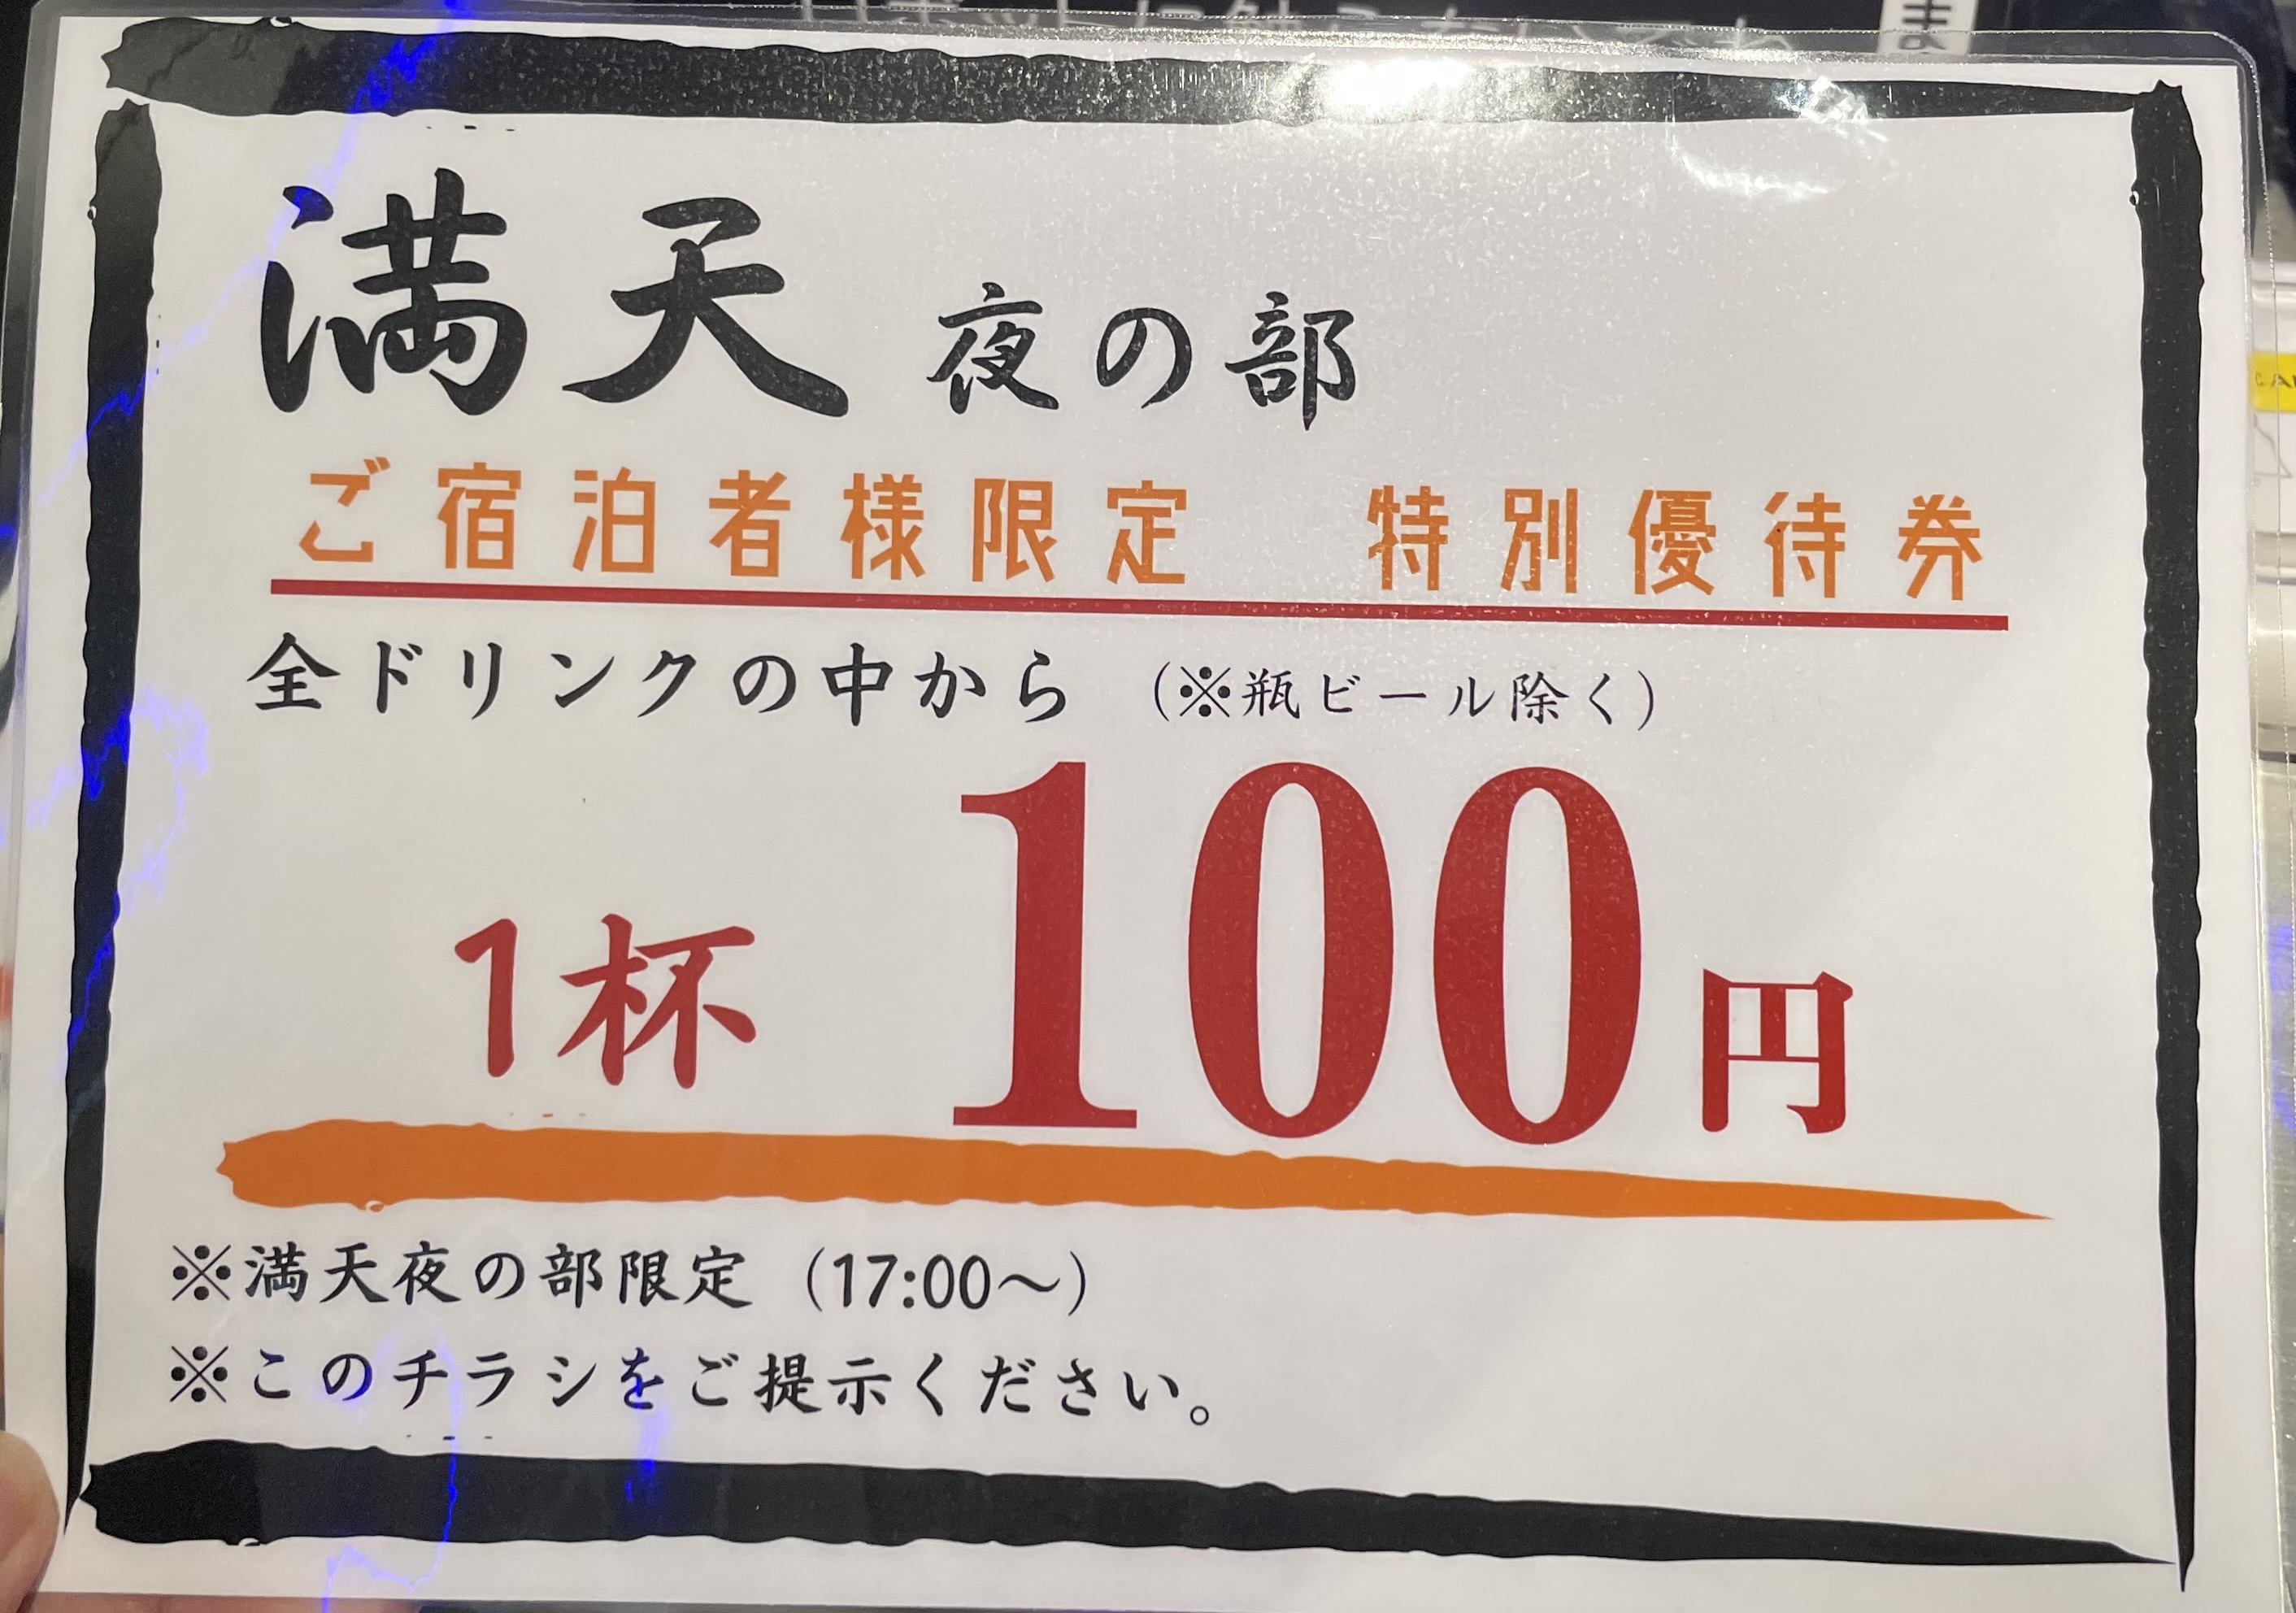 満天 夜の部
ご宿泊者様限定 特別優待券
全ドリンクの中から (※瓶ビール除く)
1杯 100円
※満天夜の部限定 (17:00〜)
※このチラシをご提示ください。